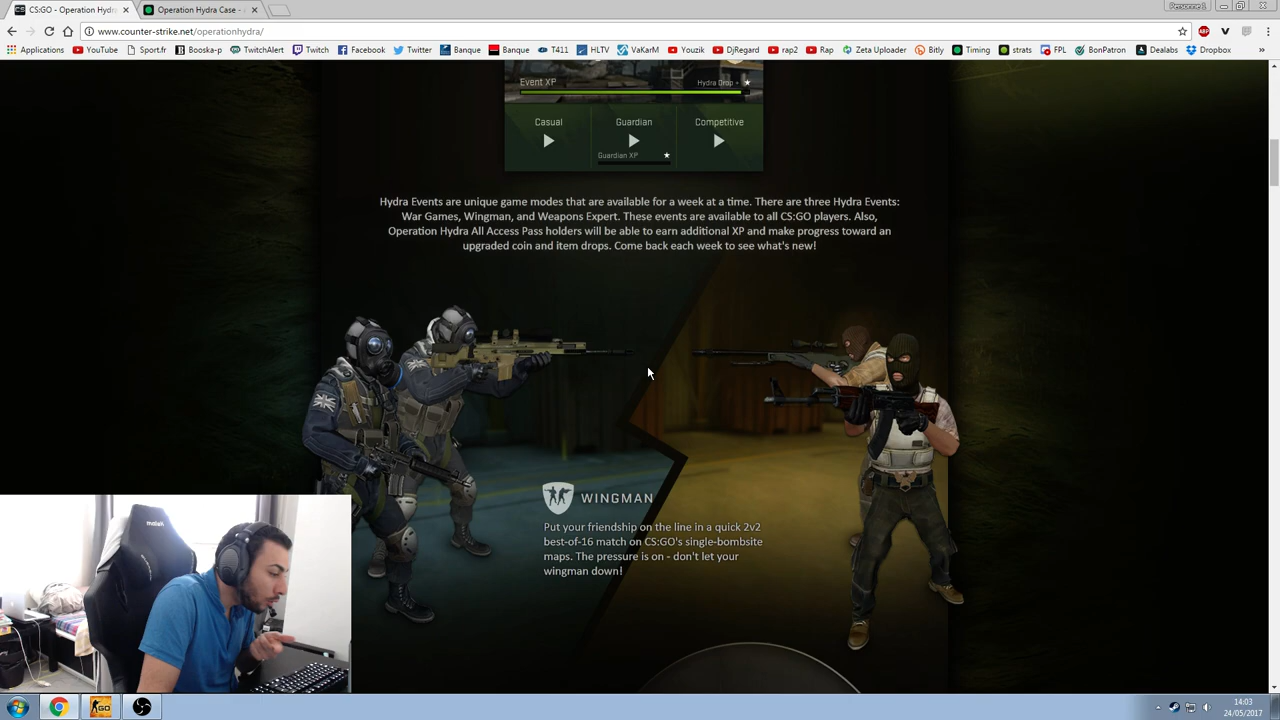 CS:GO - Operation Hydra
Operation Hydra Case -
Personne 1
www.counter-strike.net/operationhydra/
Applications YouTube Sport.fr Booska-p TwitchAlert Twitch Facebook Twitter Banque Banque T411 HLTV VaKarM Youzik DjRegard rap2 Rap Zeta Uploader Bitly Timing strats FPL BonPatron Dealabs Dropbox »
Event XP Hydra Drop =
Casual Guardian Competitive
Guardian XP
Hydra Events are unique game modes that are available for a week at a time. There are three Hydra Events:
War Games, Wingman, and Weapons Expert. These events are available to all CS:GO players. Also,
Operation Hydra All Access Pass holders will be able to earn additional XP and make progress toward an
upgraded coin and item drops. Come back each week to see what's new!
WINGMAN
Put your friendship on the line in a quick 2v2
best-of-16 match on CS:GO's single-bombsite
maps. The pressure is on - don't let your
wingman down!
14:03
24/05/2017